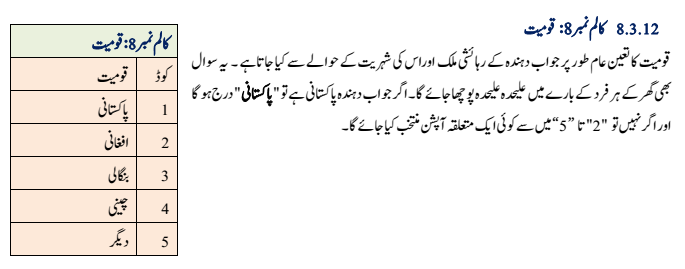 8.3.12 کالم نمبر8: قومیت
قومیت کا تعین عام طور پر جواب دہندہ کے رہائشی ملک اور اس کی شہریت کے حوالے سے کیا جاتا ہے ۔ یہ سوال
بھی گھر کے ہر فرد کے بارے میں علیحدہ علیحدہ پوچھا جائے گا۔ اگر جواب دہندہ پاکستانی ہے تو "پاکستانی" درج ہو گا
اور اگر نہیں تو "2" تا "5" میں سے کوئی ایک متعلقہ آپشن منتخب کیا جائے گا۔
کالم نمبر8: قومیت
کوڈ قومیت
1 پاکستانی
2 افغانی
3 بنگالی
4 چینی
5 دیگر